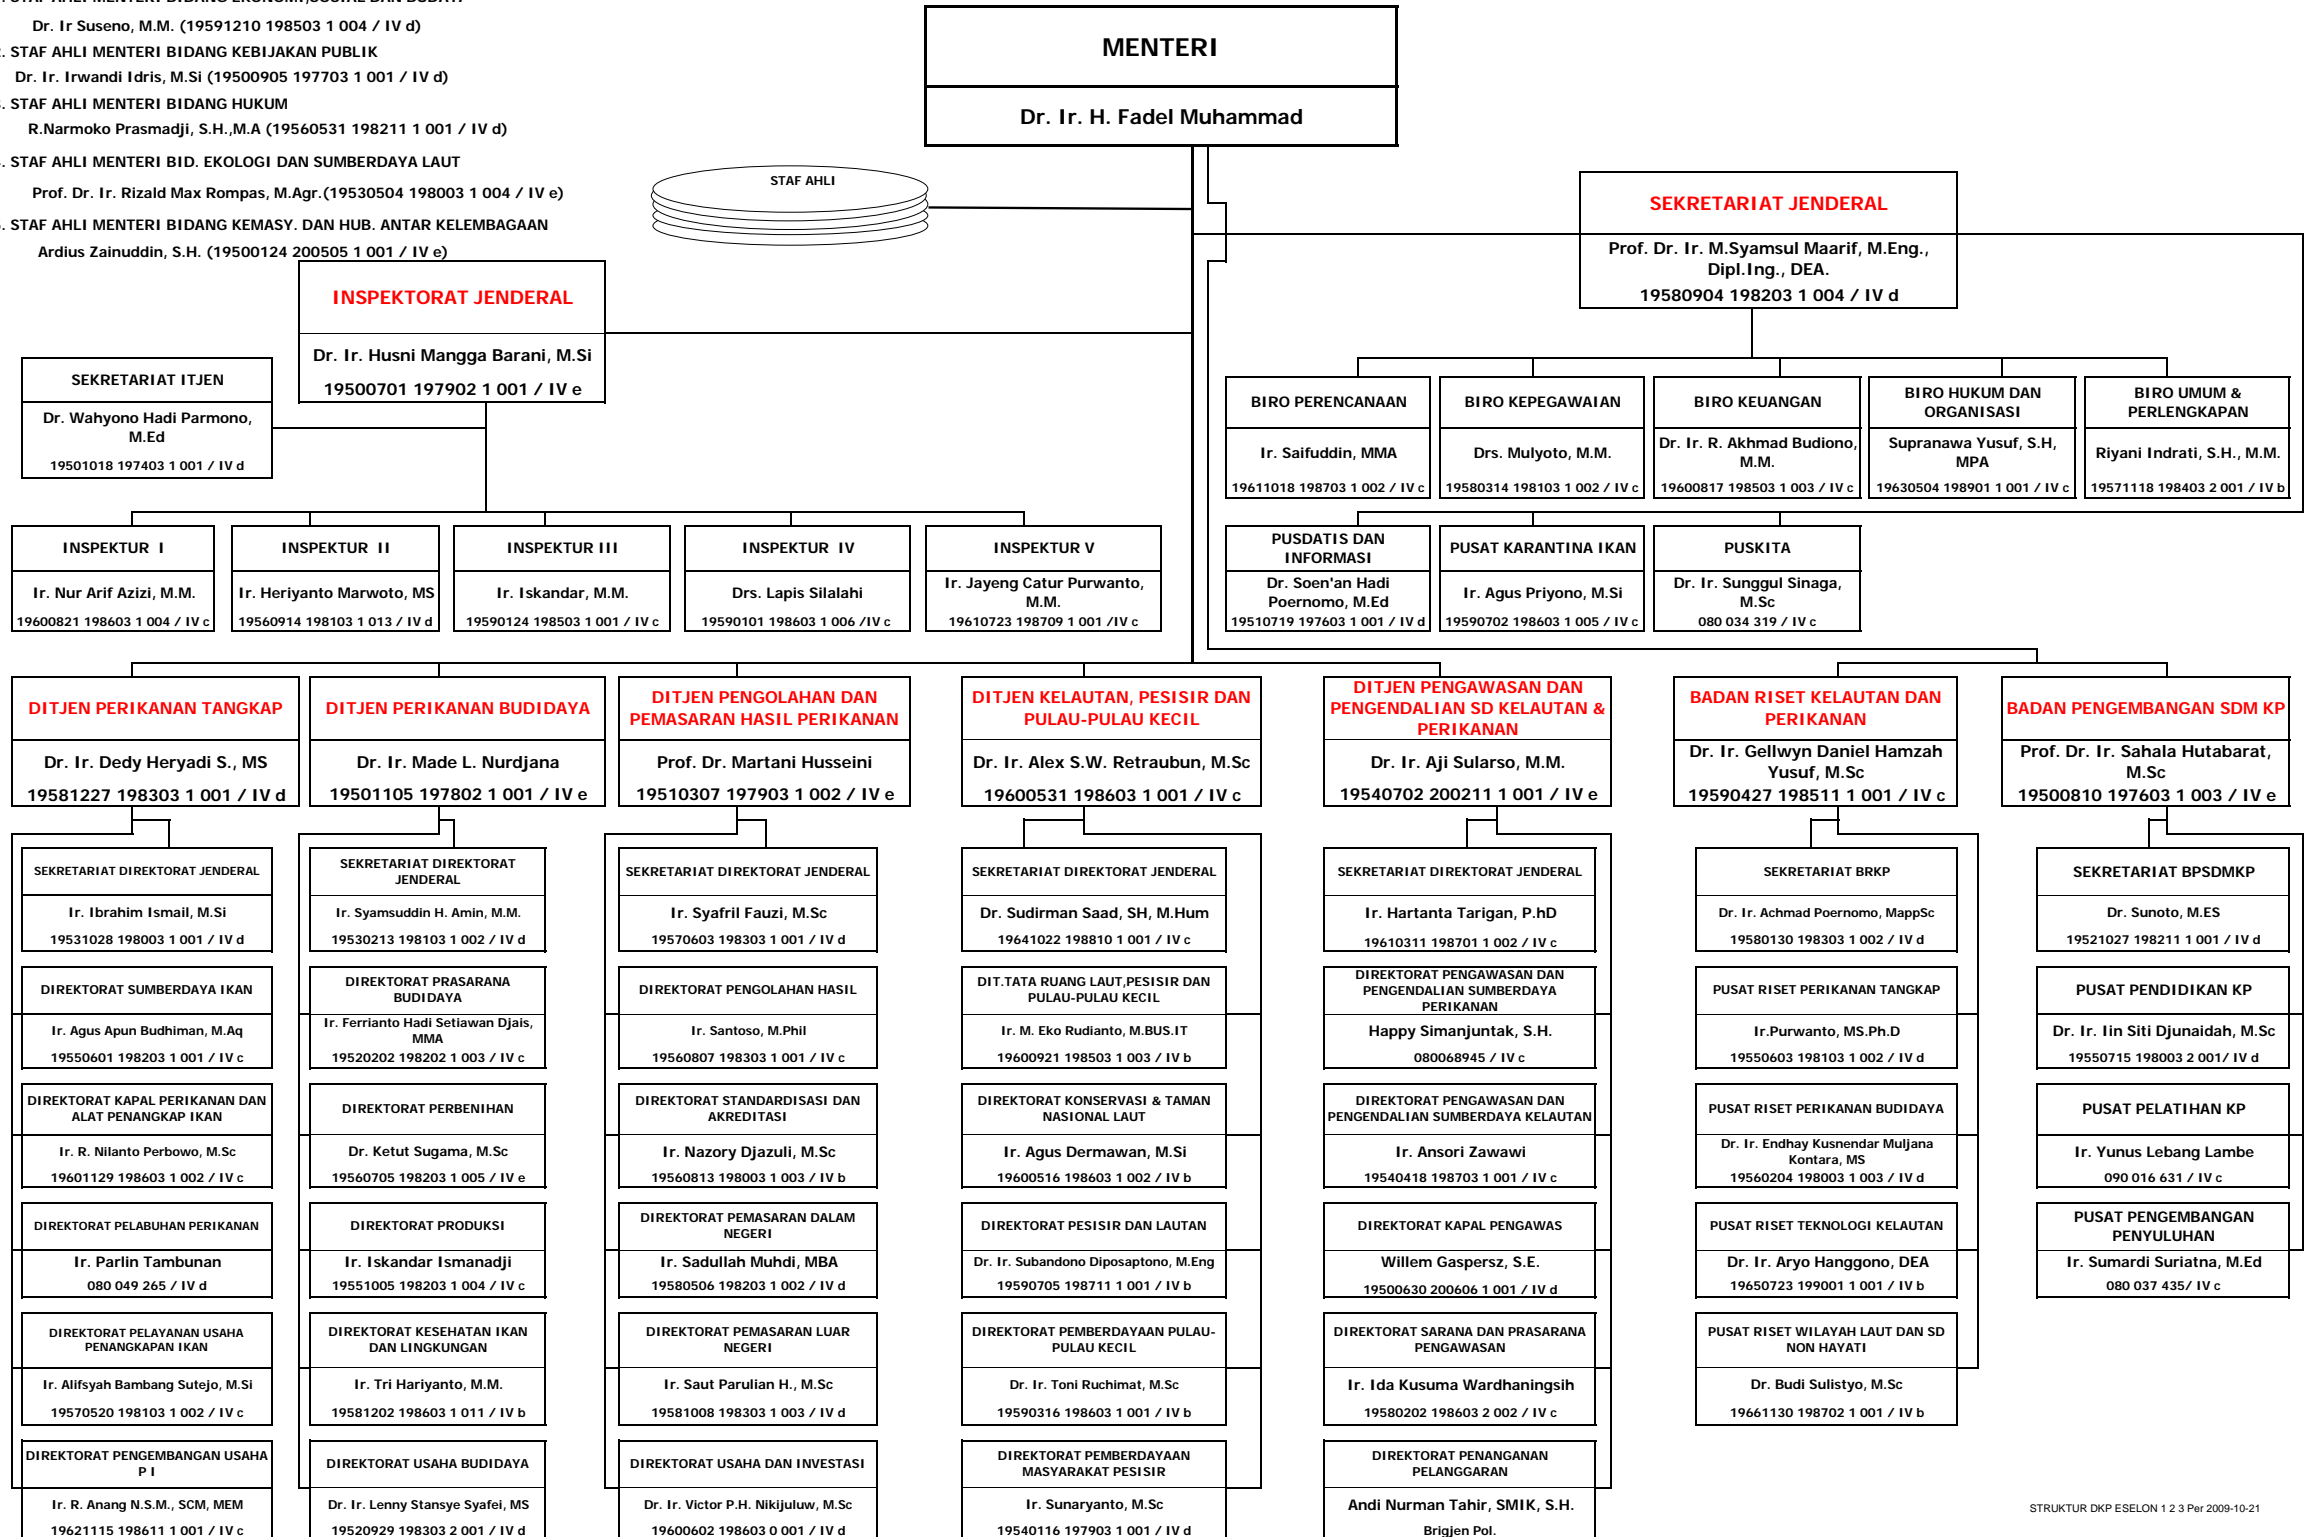 STAF AHLI MENTERI BIDANG EKONOMI,SOSIAL DAN BUDAYA
Dr. Ir Suseno, M.M. (19591210 198503 1 004 / IV d)
. STAF AHLI MENTERI BIDANG KEBIJAKAN PUBLIK
Dr. Ir. Irwandi Idris, M.Si (19500905 197703 1 001 / IV d)
. STAF AHLI MENTERI BIDANG HUKUM
R.Narmoko Prasmadji, S.H.,M.A (19560531 198211 1 001 / IV d)
. STAF AHLI MENTERI BID. EKOLOGI DAN SUMBERDAYA LAUT
Prof. Dr. Ir. Rizald Max Rompas, M.Agr.(19530504 198003 1 004 / IV e)
. STAF AHLI MENTERI BIDANG KEMASY. DAN HUB. ANTAR KELEMBAGAAN
Ardius Zainuddin, S.H. (19500124 200505 1 001 / IV e)
MENTERI
Dr. Ir. H. Fadel Muhammad
STAF AHLI
SEKRETARIAT JENDERAL
Prof. Dr. Ir. M.Syamsul Maarif, M.Eng.,
Dipl.Ing., DEA.
19580904 198203 1 004 / IV d
INSPEKTORAT JENDERAL
Dr. Ir. Husni Mangga Barani, M.Si
19500701 197902 1 001 / IV e
SEKRETARIAT ITJEN
Dr. Wahyono Hadi Parmono,
M.Ed
19501018 197403 1 001 / IV d
BIRO PERENCANAAN
Ir. Saifuddin, MMA
19611018 198703 1 002 / IV c
BIRO KEPEGAWAIAN
Drs. Mulyoto, M.M.
19580314 198103 1 002 / IV c
BIRO KEUANGAN
Dr. Ir. R. Akhmad Budiono,
M.M.
19600817 198503 1 003 / IV c
BIRO HUKUM DAN
ORGANISASI
Supranawa Yusuf, S.H,
MPA
19630504 198901 1 001 / IV c
BIRO UMUM &
PERLENGKAPAN
Riyani Indrati, S.H., M.M.
19571118 198403 2 001 / IV b
INSPEKTUR I
Ir. Nur Arif Azizi, M.M.
19600821 198603 1 004 / IV c
INSPEKTUR II
Ir. Heriyanto Marwoto, MS
19560914 198103 1 013 / IV d
INSPEKTUR III
Ir. Iskandar, M.M.
19590124 198503 1 001 / IV c
INSPEKTUR IV
Drs. Lapis Silalahi
19590101 198603 1 006 /IV c
INSPEKTUR V
Ir. Jayeng Catur Purwanto,
M.M.
19610723 198709 1 001 /IV c
PUSDATIS DAN
INFORMASI
Dr. Soen'an Hadi
Poernomo, M.Ed
19510719 197603 1 001 / IV d
PUSAT KARANTINA IKAN
Ir. Agus Priyono, M.Si
19590702 198603 1 005 / IV c
PUSKITA
Dr. Ir. Sunggul Sinaga,
M.Sc
080 034 319 / IV c
DITJEN PERIKANAN TANGKAP
Dr. Ir. Dedy Heryadi S., MS
19581227 198303 1 001 / IV d
DITJEN PERIKANAN BUDIDAYA
Dr. Ir. Made L. Nurdjana
19501105 197802 1 001 / IV e
DITJEN PENGOLAHAN DAN
PEMASARAN HASIL PERIKANAN
Prof. Dr. Martani Husseini
19510307 197903 1 002 / IV e
DITJEN KELAUTAN, PESISIR DAN
PULAU-PULAU KECIL
Dr. Ir. Alex S.W. Retraubun, M.Sc
19600531 198603 1 001 / IV c
DITJEN PENGAWASAN DAN
PENGENDALIAN SD KELAUTAN &
PERIKANAN
Dr. Ir. Aji Sularso, M.M.
19540702 200211 1 001 / IV e
BADAN RISET KELAUTAN DAN
PERIKANAN
Dr. Ir. Gellwyn Daniel Hamzah
Yusuf, M.Sc
19590427 198511 1 001 / IV c
BADAN PENGEMBANGAN SDM KP
Prof. Dr. Ir. Sahala Hutabarat,
M.Sc
19500810 197603 1 003 / IV e
SEKRETARIAT DIREKTORAT JENDERAL
Ir. Ibrahim Ismail, M.Si
19531028 198003 1 001 / IV d
DIREKTORAT SUMBERDAYA IKAN
Ir. Agus Apun Budhiman, M.Aq
19550601 198203 1 001 / IV c
DIREKTORAT KAPAL PERIKANAN DAN
ALAT PENANGKAP IKAN
Ir. R. Nilanto Perbowo, M.Sc
19601129 198603 1 002 / IV c
DIREKTORAT PELABUHAN PERIKANAN
Ir. Parlin Tambunan
080 049 265 / IV d
DIREKTORAT PELAYANAN USAHA
PENANGKAPAN IKAN
Ir. Alifsyah Bambang Sutejo, M.Si
19570520 198103 1 002 / IV c
DIREKTORAT PENGEMBANGAN USAHA
P I
Ir. R. Anang N.S.M., SCM, MEM
19621115 198611 1 001 / IV c
SEKRETARIAT DIREKTORAT
JENDERAL
Ir. Syamsuddin H. Amin, M.M.
19530213 198103 1 002 / IV d
DIREKTORAT PRASARANA
BUDIDAYA
Ir. Ferrianto Hadi Setiawan Djais,
MMA
19520202 198202 1 003 / IV c
DIREKTORAT PERBENIHAN
Dr. Ketut Sugama, M.Sc
19560705 198203 1 005 / IV e
DIREKTORAT PRODUKSI
Ir. Iskandar Ismanadji
19551005 198203 1 004 / IV c
DIREKTORAT KESEHATAN IKAN
DAN LINGKUNGAN
Ir. Tri Hariyanto, M.M.
19581202 198603 1 011 / IV b
DIREKTORAT USAHA BUDIDAYA
Dr. Ir. Lenny Stansye Syafei, MS
19520929 198303 2 001 / IV d
SEKRETARIAT DIREKTORAT JENDERAL
Ir. Syafril Fauzi, M.Sc
19570603 198303 1 001 / IV d
DIREKTORAT PENGOLAHAN HASIL
Ir. Santoso, M.Phil
19560807 198303 1 001 / IV c
DIREKTORAT STANDARDISASI DAN
AKREDITASI
Ir. Nazory Djazuli, M.Sc
19560813 198003 1 003 / IV b
DIREKTORAT PEMASARAN DALAM
NEGERI
Ir. Sadullah Muhdi, MBA
19580506 198203 1 002 / IV d
DIREKTORAT PEMASARAN LUAR
NEGERI
Ir. Saut Parulian H., M.Sc
19581008 198303 1 003 / IV d
DIREKTORAT USAHA DAN INVESTASI
Dr. Ir. Victor P.H. Nikijuluw, M.Sc
19600602 198603 0 001 / IV d
SEKRETARIAT DIREKTORAT JENDERAL
Dr. Sudirman Saad, SH, M.Hum
19641022 198810 1 001 / IV c
DIT.TATA RUANG LAUT,PESISIR DAN
PULAU-PULAU KECIL
Ir. M. Eko Rudianto, M.BUS.IT
19600921 198503 1 003 / IV b
DIREKTORAT KONSERVASI & TAMAN
NASIONAL LAUT
Ir. Agus Dermawan, M.Si
19600516 198603 1 002 / IV b
DIREKTORAT PESISIR DAN LAUTAN
Dr. Ir. Subandono Diposaptono, M.Eng
19590705 198711 1 001 / IV b
DIREKTORAT PEMBERDAYAAN PULAU-
PULAU KECIL
Dr. Ir. Toni Ruchimat, M.Sc
19590316 198603 1 001 / IV b
DIREKTORAT PEMBERDAYAAN
MASYARAKAT PESISIR
Ir. Sunaryanto, M.Sc
19540116 197903 1 001 / IV d
SEKRETARIAT DIREKTORAT JENDERAL
Ir. Hartanta Tarigan, P.hD
19610311 198701 1 002 / IV c
DIREKTORAT PENGAWASAN DAN
PENGENDALIAN SUMBERDAYA
PERIKANAN
Happy Simanjuntak, S.H.
080068945 / IV c
DIREKTORAT PENGAWASAN DAN
PENGENDALIAN SUMBERDAYA KELAUTAN
Ir. Ansori Zawawi
19540418 198703 1 001 / IV c
DIREKTORAT KAPAL PENGAWAS
Willem Gaspersz, S.E.
19500630 200606 1 001 / IV d
DIREKTORAT SARANA DAN PRASARANA
PENGAWASAN
Ir. Ida Kusuma Wardhaningsih
19580202 198603 2 002 / IV c
DIREKTORAT PENANGANAN
PELANGGARAN
Andi Nurman Tahir, SMIK, S.H.
Brigjen Pol.
SEKRETARIAT BRKP
Dr. Ir. Achmad Poernomo, MappSc
19580130 198303 1 002 / IV d
PUSAT RISET PERIKANAN TANGKAP
Ir.Purwanto, MS.Ph.D
19550603 198103 1 002 / IV d
PUSAT RISET PERIKANAN BUDIDAYA
Dr. Ir. Endhay Kusnendar Muljana
Kontara, MS
19560204 198003 1 003 / IV d
PUSAT RISET TEKNOLOGI KELAUTAN
Dr. Ir. Aryo Hanggono, DEA
19650723 199001 1 001 / IV b
PUSAT RISET WILAYAH LAUT DAN SD
NON HAYATI
Dr. Budi Sulistyo, M.Sc
19661130 198702 1 001 / IV b
SEKRETARIAT BPSDMKP
Dr. Sunoto, M.ES
19521027 198211 1 001 / IV d
PUSAT PENDIDIKAN KP
Dr. Ir. Iin Siti Djunaidah, M.Sc
19550715 198003 2 001/ IV d
PUSAT PELATIHAN KP
Ir. Yunus Lebang Lambe
090 016 631 / IV c
PUSAT PENGEMBANGAN
PENYULUHAN
Ir. Sumardi Suriatna, M.Ed
080 037 435/ IV c
STRUKTUR DKP ESELON 1 2 3 Per 2009-10-21